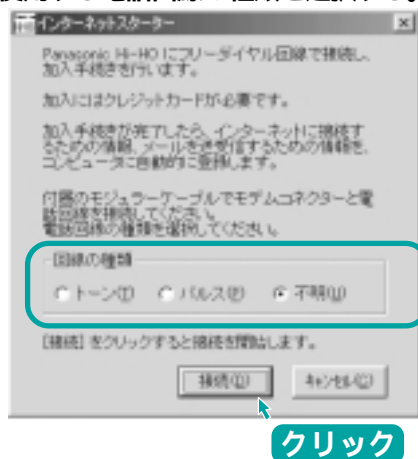 インターネットスターター
Panasonic Hi-HO にフリーダイヤル回線で接続し、
加入手続きを行います。
加入にはクレジットカードが必要です。
加入手続きが完了したら、インターネットに接続す
るための情報、メールを送受信するための情報を、
コンピュータに自動的に登録します。
付属のモジュラーケーブルでモデムコネクターと電
話回線を接続してください。
電話回線の種類を選択してください。
回線の種類
トーン(T) パルス(P) 不明(U)
[接続] をクリックすると接続を開始します。
接続(D) キャンセル(C)
クリック